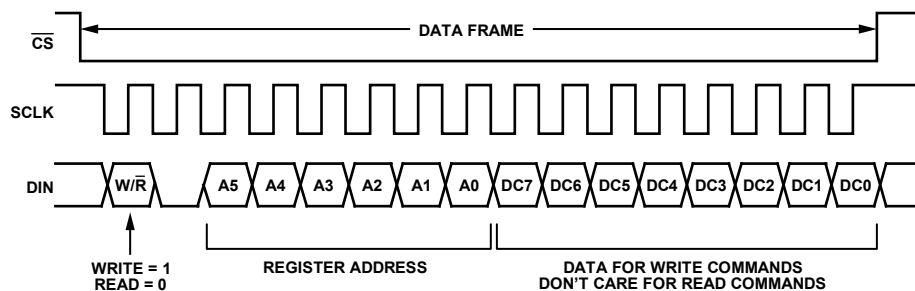 DATA FRAME
CS
SCLK
DIN
W/R A5 A4 A3 A2 A1 A0 DC7 DC6 DC5 DC4 DC3 DC2 DC1 DC0
WRITE = 1
READ = 0
REGISTER ADDRESS
DATA FOR WRITE COMMANDS
DON'T CARE FOR READ COMMANDS